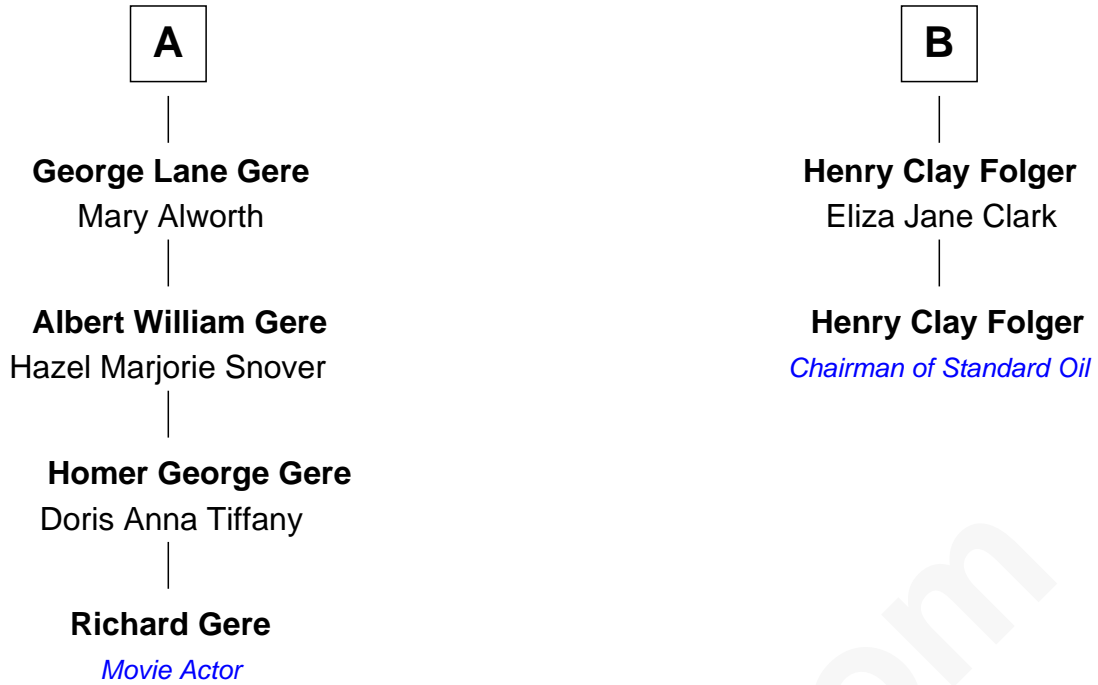 A
George Lane Gere
Mary Alworth
Albert William Gere
Hazel Marjorie Snover
Homer George Gere
Doris Anna Tiffany
Richard Gere
Movie Actor
B
Henry Clay Folger
Eliza Jane Clark
Henry Clay Folger
Chairman of Standard Oil
om